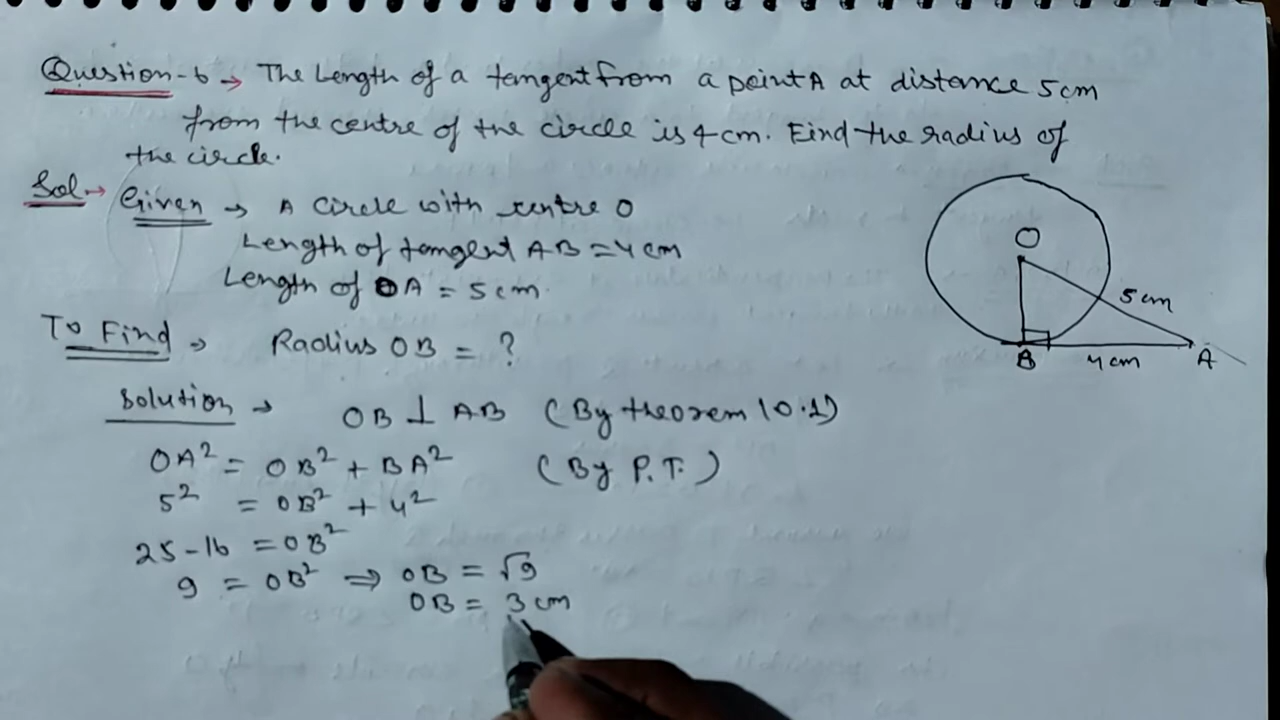 Question-6 → The Length of a tangent from a point A at distance 5cm
from the centre of the circle is 4 cm. Find the radius of
the circle.
Sol → Given → A Circle with centre O
Length of tangent AB = 4 cm
Length of OA = 5 cm.
To Find → Radius OB = ?
Solution → OB ⊥ AB (By theorem 10.1)
OA² = OB² + BA² (By P.T.)
5² = OB² + 4²
25-16 = OB²
9 = OB² ⇒ OB = √9
OB = 3 cm
O
5 cm
B 4 cm A